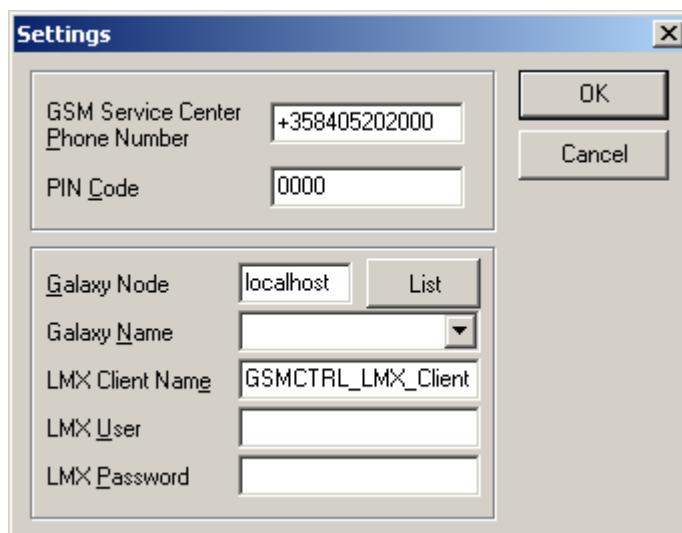 Settings
GSM Service Center
Phone Number
+358405202000
PIN Code
0000
OK
Cancel
Galaxy Node
localhost
List
Galaxy Name
LMX Client Name
GSMCTRL_LMX_Client
LMX User
LMX Password